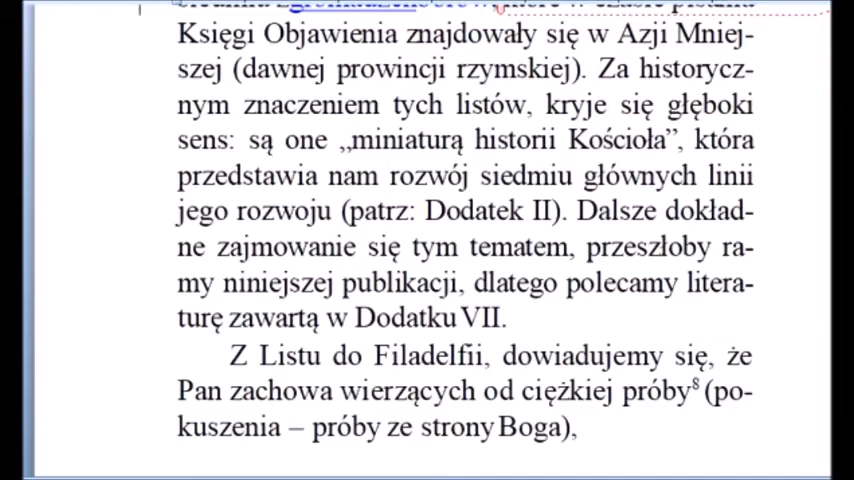 Księgi Objawienia znajdowały się w Azji Mniej-
szej (dawnej prowincji rzymskiej). Za historycz-
nym znaczeniem tych listów, kryje się głęboki
sens: są one „miniaturą historii Kościoła”, która
przedstawia nam rozwój siedmiu głównych linii
jego rozwoju (patrz: Dodatek II). Dalsze dokład-
ne zajmowanie się tym tematem, przeszłoby ra-
my niniejszej publikacji, dlatego polecamy litera-
turę zawartą w Dodatku VII.
Z Listu do Filadelfii, dowiadujemy się, że
Pan zachowa wierzących od ciężkiej próby⁸ (po-
kuszenia – próby ze strony Boga),